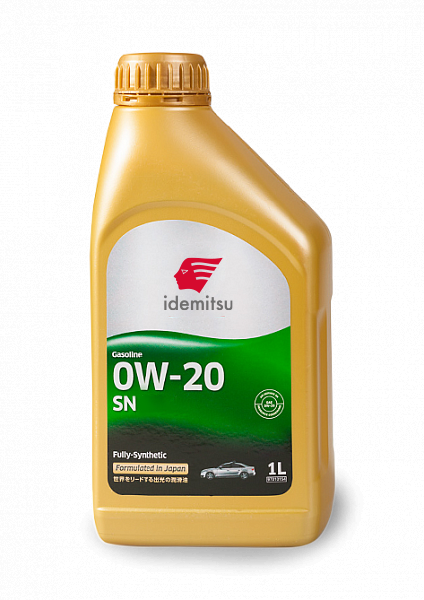 idemitsu
Gasoline
0W-20
SN
Fully-Synthetic
Formulated in Japan
世界をリードする出光の潤滑油
1L